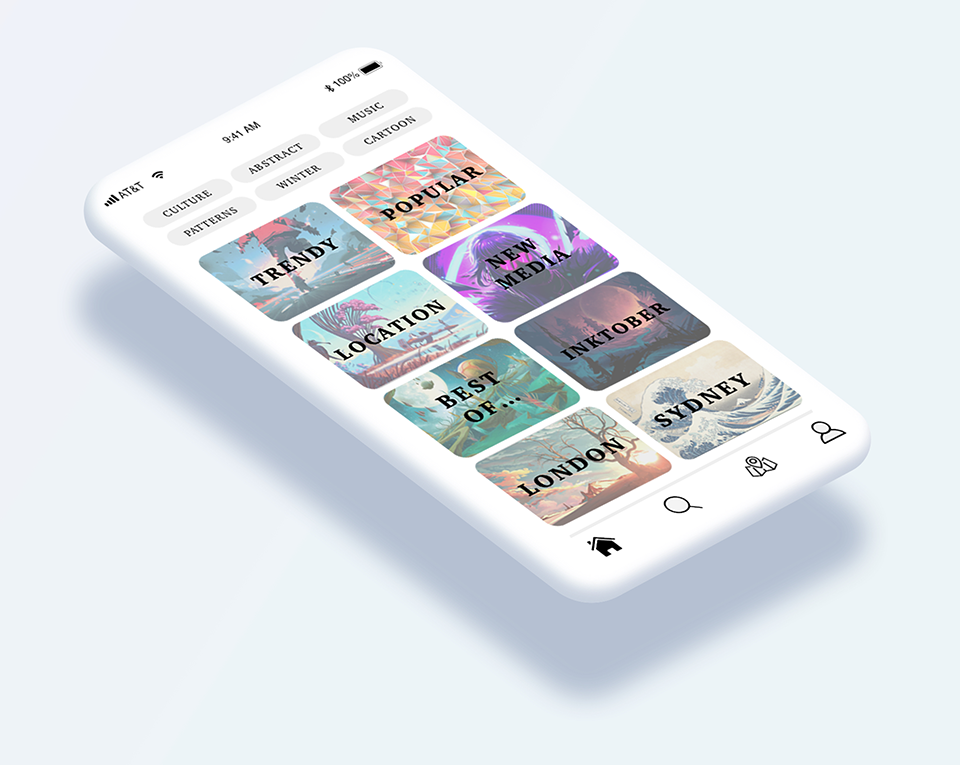 AT&T 9:41 AM 100%
CULTURE ABSTRACT MUSIC
PATTERNS WINTER CARTOON
TRENDY POPULAR
LOCATION NEW
MEDIA
BEST
OF... INKTOBER
LONDON SYDNEY